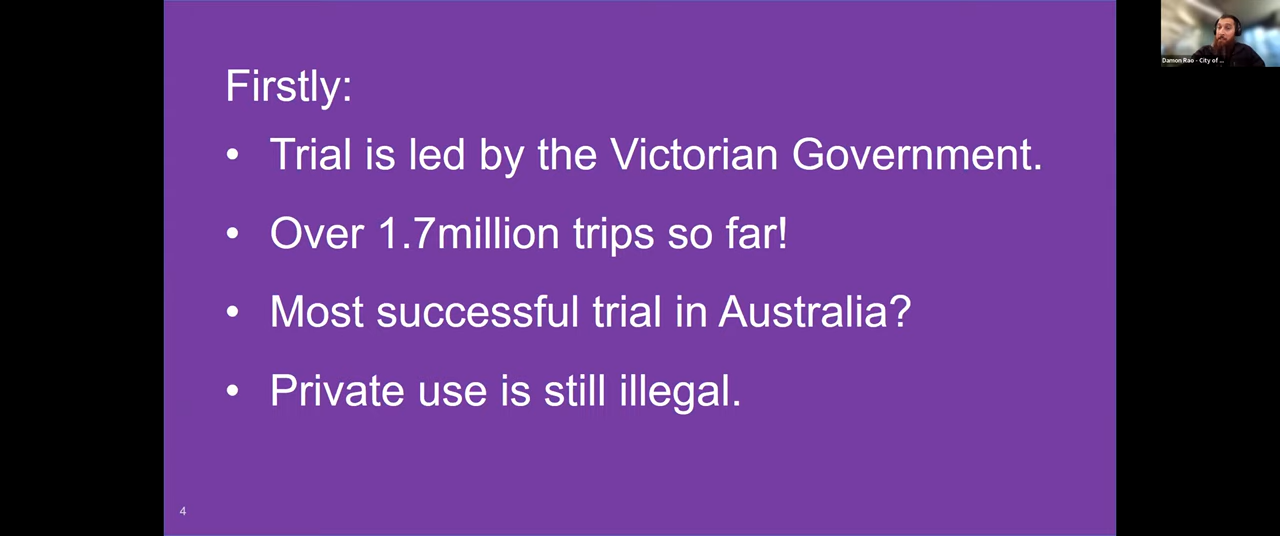 Firstly:
• Trial is led by the Victorian Government.
• Over 1.7million trips so far!
• Most successful trial in Australia?
• Private use is still illegal.
4
Damon Rao - City of ...